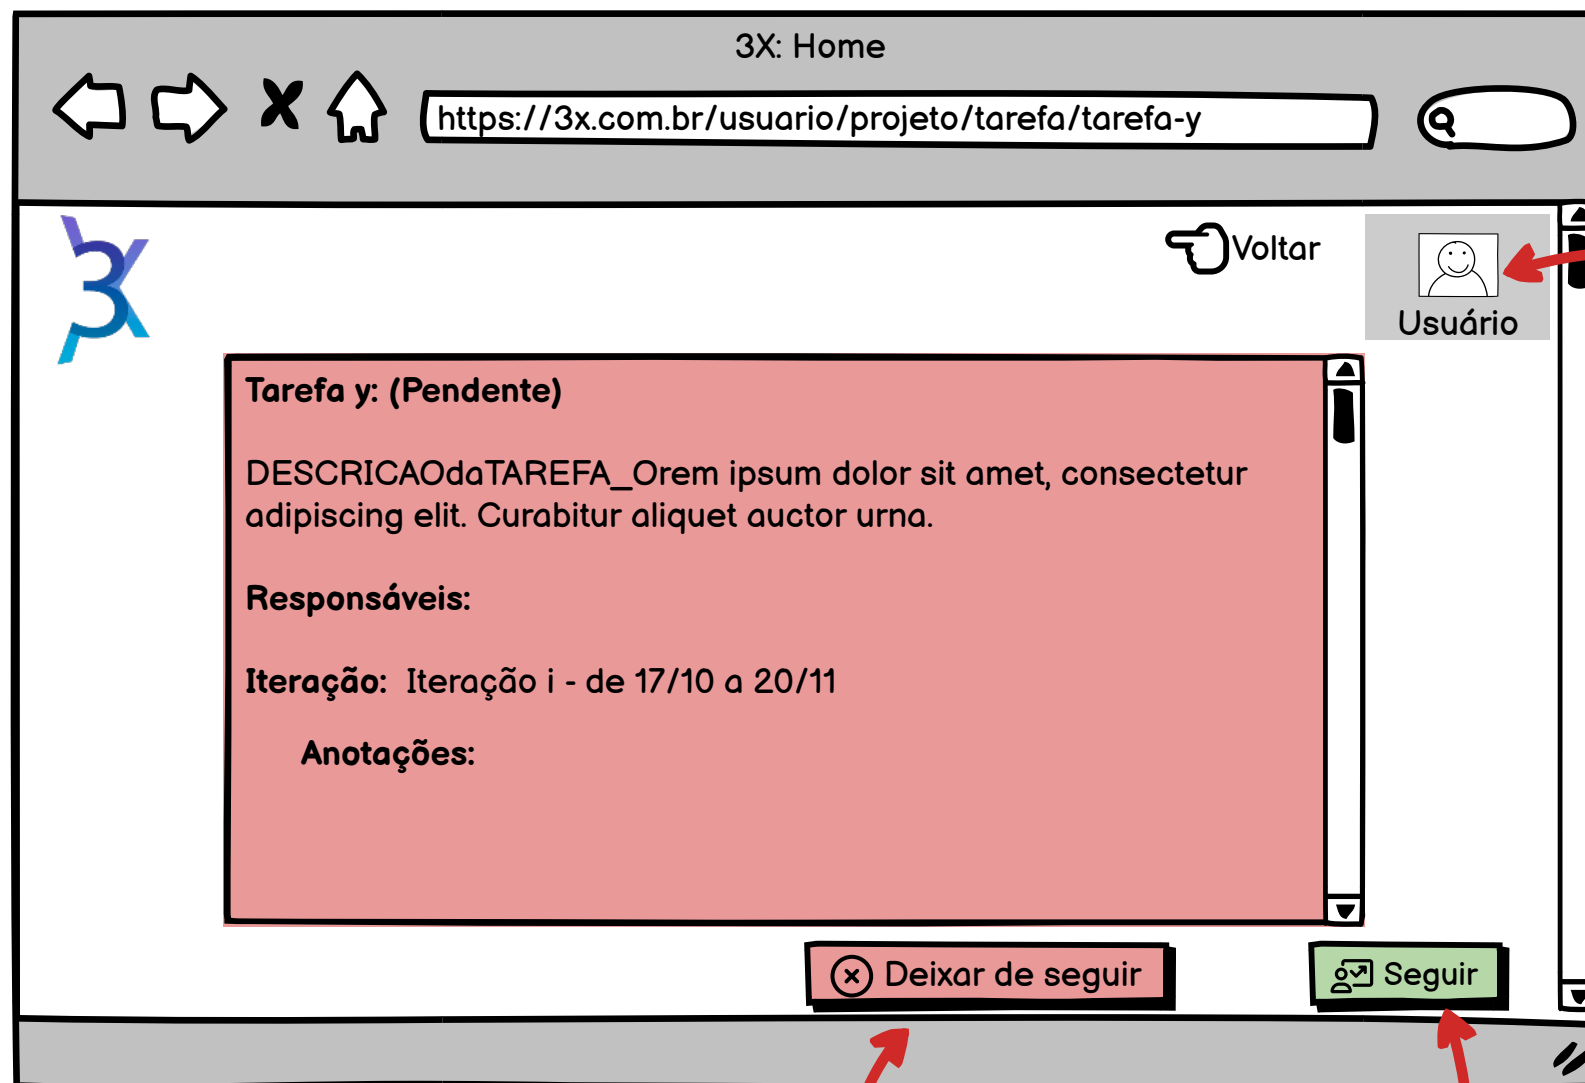 3X: Home
https://3x.com.br/usuario/projeto/tarefa/tarefa-y
3X
Voltar
Usuário
Tarefa y: (Pendente)
DESCRICAOdaTAREFA_Orem ipsum dolor sit amet, consectetur
adipiscing elit. Curabitur aliquet auctor urna.
Responsáveis:
Iteração: Iteração i - de 17/10 a 20/11
Anotações:
Deixar de seguir
Seguir